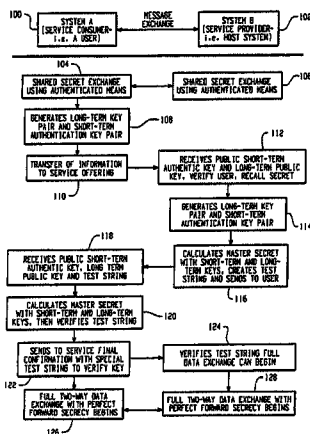 100
SYSTEM A
(SERVICE CONSUMER-
i.e. A USER)
MESSAGE
EXCHANGE
SYSTEM B
(SERVICE PROVIDER-
i.e. HOST SYSTEM)
102
104
SHARED SECRET EXCHANGE
USING AUTHENTICATED MEANS
SHARED SECRET EXCHANGE
USING AUTHENTICATED MEANS
106
GENERATES LONG-TERM KEY
PAIR AND SHORT-TERM
AUTHENTICATION KEY PAIR
108
TRANSFER OF INFORMATION
TO SERVICE OFFERING
110
112
RECEIVES PUBLIC SHORT-TERM
AUTHENTIC KEY AND LONG-TERM PUBLIC
KEY, VERIFY USER, RECALL SECRET
GENERATES LONG-TERM KEY
PAIR AND SHORT-TERM
AUTHENTICATION KEY PAIR
114
118
RECEIVES PUBLIC SHORT-TERM
AUTHENTIC KEY, LONG TERM
PUBLIC KEY AND TEST STRING
CALCULATES MASTER SECRET
WITH SHORT-TERM AND LONG-
TERM KEYS, CREATES TEST
STRING AND SENDS TO USER
116
CALCULATES MASTER SECRET
WITH SHORT-TERM AND LONG-TERM
KEYS, THEN VERIFIES TEST STRING
120
124
SENDS TO SERVICE FINAL
CONFIRMATION WITH SPECIAL
TEST STRING TO VERIFY KEY
122
VERIFIES TEST STRING FULL
DATA EXCHANGE CAN BEGIN
128
FULL TWO-WAY DATA
EXCHANGE WITH PERFECT
FORWARD SECRECY BEGINS
126
FULL TWO-WAY DATA EXCHANGE WITH
PERFECT FORWARD SECRECY BEGINS